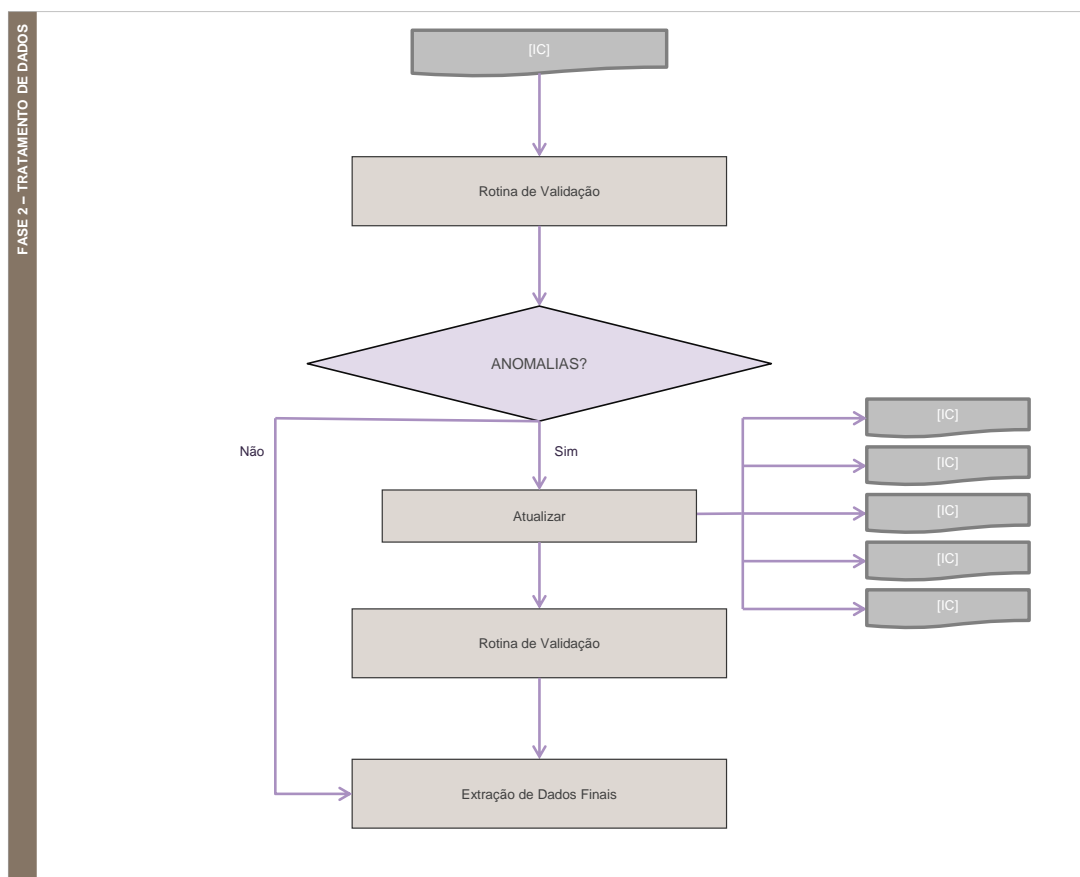 FASE 2 – TRATAMENTO DE DADOS
[IC]
Rotina de Validação
ANOMALIAS?
Não
Sim
Atualizar
[IC]
[IC]
[IC]
[IC]
[IC]
Rotina de Validação
Extração de Dados Finais